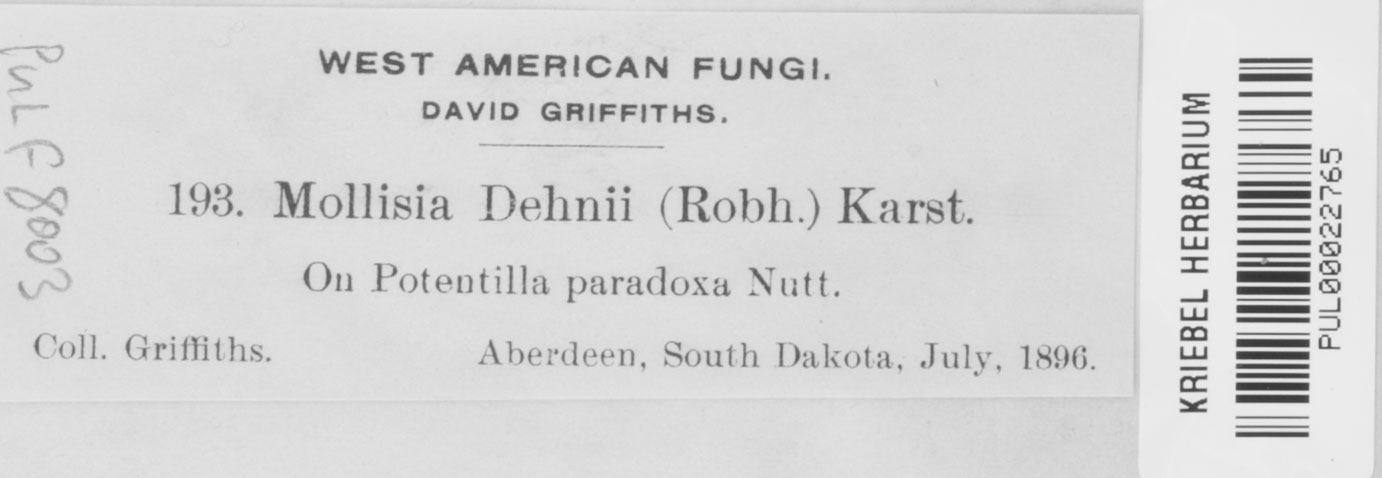 WEST AMERICAN FUNGI.
DAVID GRIFFITHS.
193. Mollisia Dehnii (Robh.) Karst.
On Potentilla paradoxa Nutt.
Coll. Griffiths. Aberdeen, South Dakota, July, 1896.
PUL F 8003
KRIEBEL HERBARIUM
PUL00022765